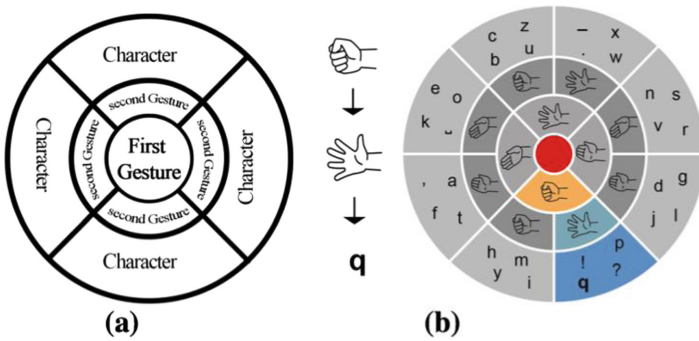 Character
second Gesture
Character
second Gesture
First
Gesture
second Gesture
Character
second Gesture
Character
(a)
q
c z
b u
– x
. w
e o
k ˽
n s
v r
' a
f t
d g
j l
h m
y i
! p
q ?
(b)